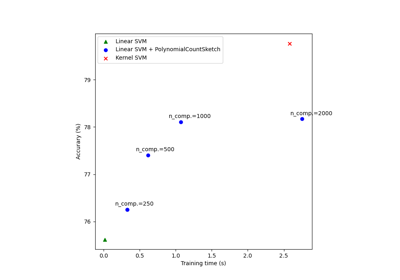 Linear SVM
Linear SVM + PolynomialCountSketch
Kernel SVM
79
78
77
76
Accurary (%)
n_comp.=2000
n_comp.=1000
n_comp.=500
n_comp.=250
0.0 0.5 1.0 1.5 2.0 2.5
Training time (s)